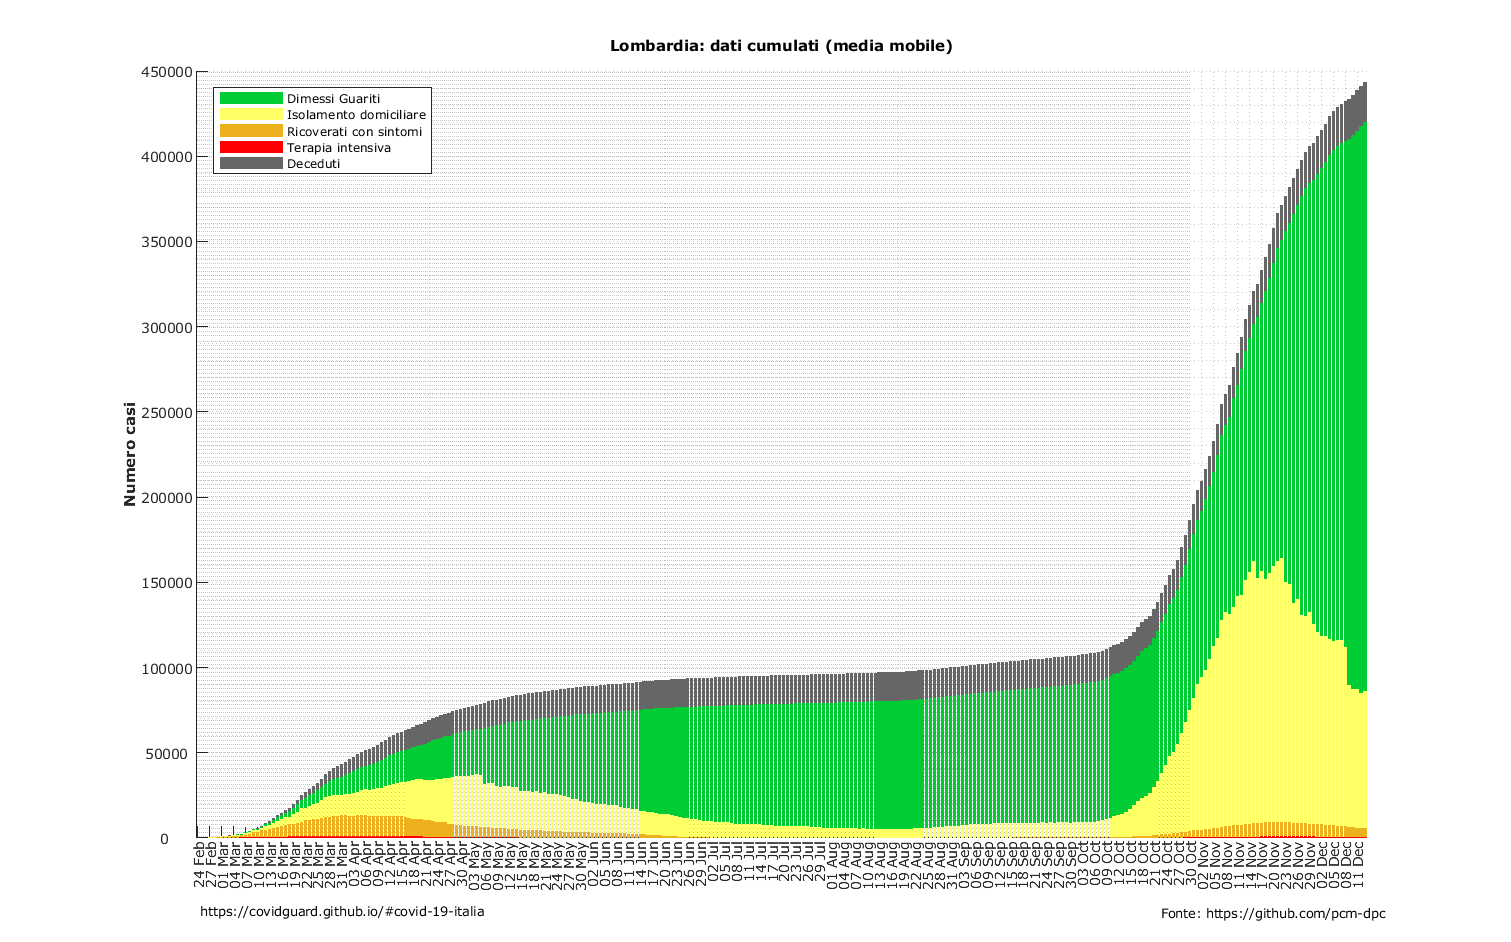 Lombardia: dati cumulati (media mobile)
450000
400000
350000
300000
250000
200000
150000
100000
50000
0
Numero casi
Dimessi Guariti
Isolamento domiciliare
Ricoverati con sintomi
Terapia intensiva
Deceduti
24 Feb
27 Feb
01 Mar
04 Mar
07 Mar
10 Mar
13 Mar
16 Mar
19 Mar
22 Mar
25 Mar
28 Mar
31 Mar
03 Apr
06 Apr
09 Apr
12 Apr
15 Apr
18 Apr
21 Apr
24 Apr
27 Apr
30 Apr
03 May
06 May
09 May
12 May
15 May
18 May
21 May
24 May
27 May
30 May
02 Jun
05 Jun
08 Jun
11 Jun
14 Jun
17 Jun
20 Jun
23 Jun
26 Jun
29 Jun
02 Jul
05 Jul
08 Jul
11 Jul
14 Jul
17 Jul
20 Jul
23 Jul
26 Jul
29 Jul
01 Aug
04 Aug
07 Aug
10 Aug
13 Aug
16 Aug
19 Aug
22 Aug
25 Aug
28 Aug
31 Aug
03 Sep
06 Sep
09 Sep
12 Sep
15 Sep
18 Sep
21 Sep
24 Sep
27 Sep
30 Sep
03 Oct
06 Oct
09 Oct
12 Oct
15 Oct
18 Oct
21 Oct
24 Oct
27 Oct
30 Oct
02 Nov
05 Nov
08 Nov
11 Nov
14 Nov
17 Nov
20 Nov
23 Nov
26 Nov
29 Nov
02 Dec
05 Dec
08 Dec
11 Dec
https://covidguard.github.io/#covid-19-italia
Fonte: https://github.com/pcm-dpc